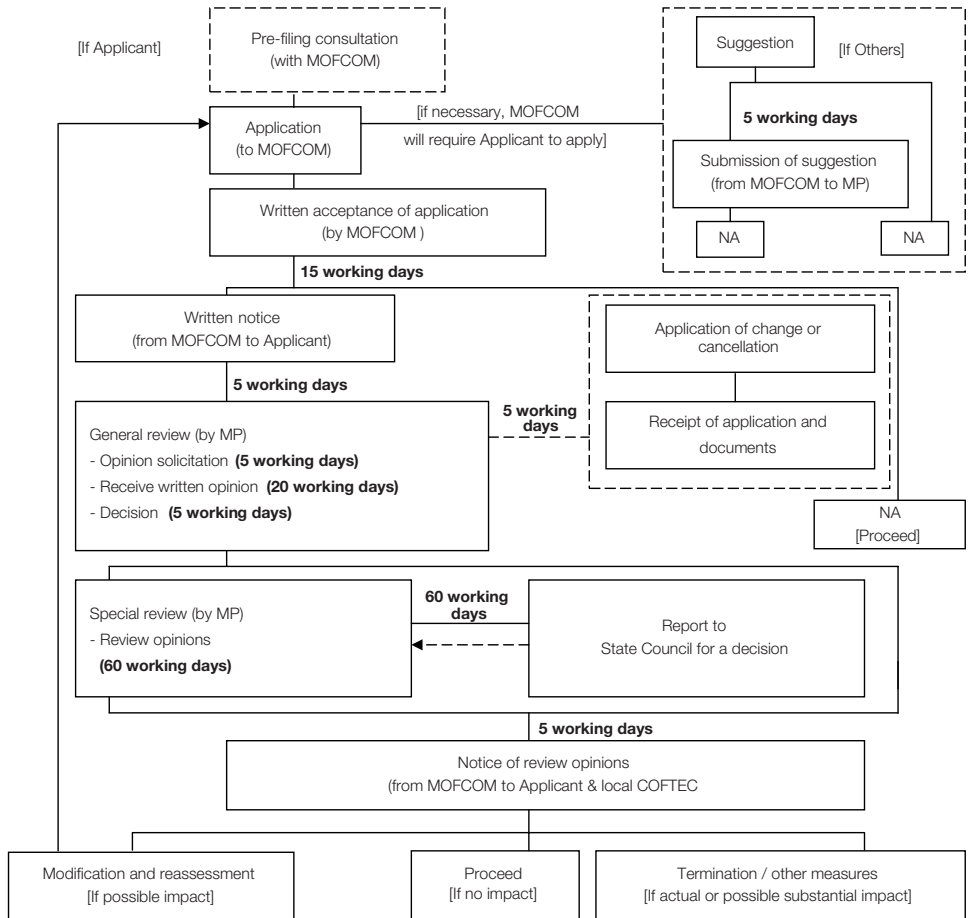 [If Applicant]
Pre-filing consultation
(with MOFCOM)
Suggestion
[If Others]
5 working days
Submission of suggestion
(from MOFCOM to MP)
NA
NA
Application
(to MOFCOM)
[if necessary, MOFCOM
will require Applicant to apply]
Written acceptance of application
(by MOFCOM )
15 working days
Written notice
(from MOFCOM to Applicant)
5 working days
Application of change or
cancellation
Receipt of application and
documents
5 working
days
General review (by MP)
- Opinion solicitation (5 working days)
- Receive written opinion (20 working days)
- Decision (5 working days)
NA
[Proceed]
Special review (by MP)
- Review opinions
(60 working days)
60 working
days
Report to
State Council for a decision
5 working days
Notice of review opinions
(from MOFCOM to Applicant & local COFTEC
Modification and reassessment
[If possible impact]
Proceed
[If no impact]
Termination / other measures
[If actual or possible substantial impact]